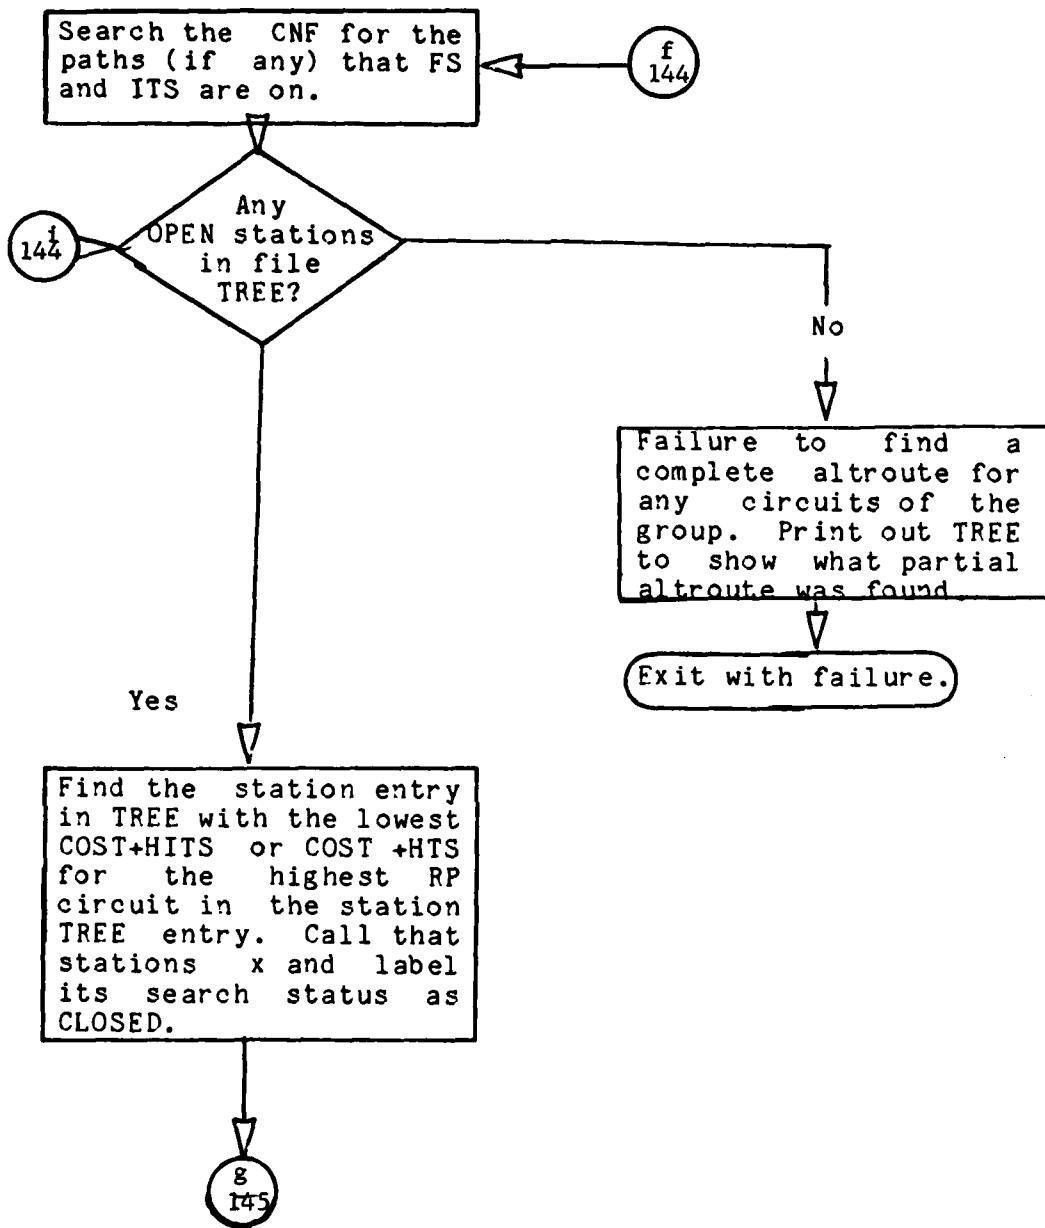 Search the CNF for the
paths (if any) that FS
and ITS are on.
f
144
Any
OPEN stations
in file
TREE?
i
144
No
Failure to find a
complete altroute for
any circuits of the
group. Print out TREE
to show what partial
altroute was found.
Exit with failure.
Yes
Find the station entry
in TREE with the lowest
COST+HITS or COST +HTS
for the highest RP
circuit in the station
TREE entry. Call that
stations x and label
its search status as
CLOSED.
g
145